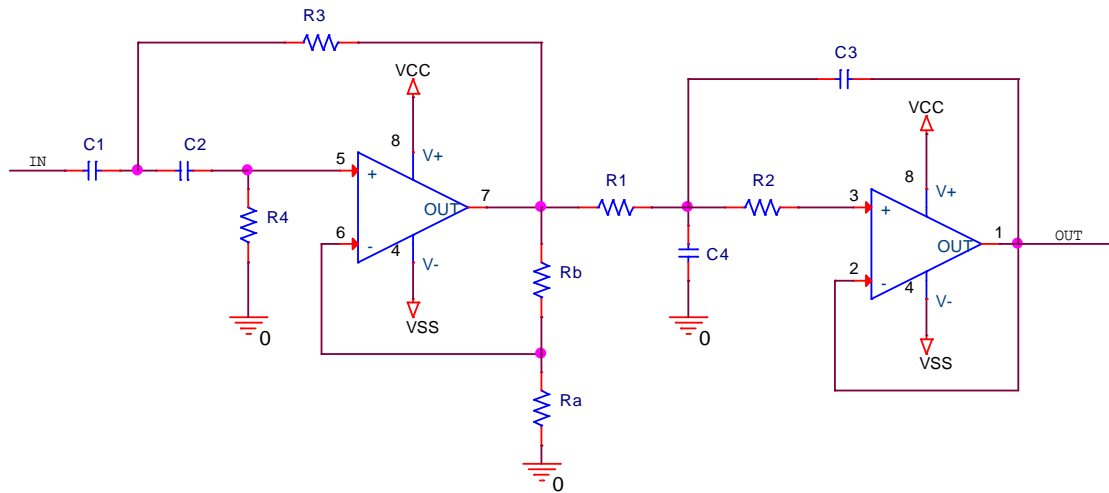 R3
C3
VCC
VCC
C1
C2
8
V+
IN
5
+
R4
OUT
7
R1
R2
3
+
8
V+
6
-
4
V-
Rb
C4
OUT
1
OUT
2
-
4
V-
VSS
0
0
VSS
Ra
0